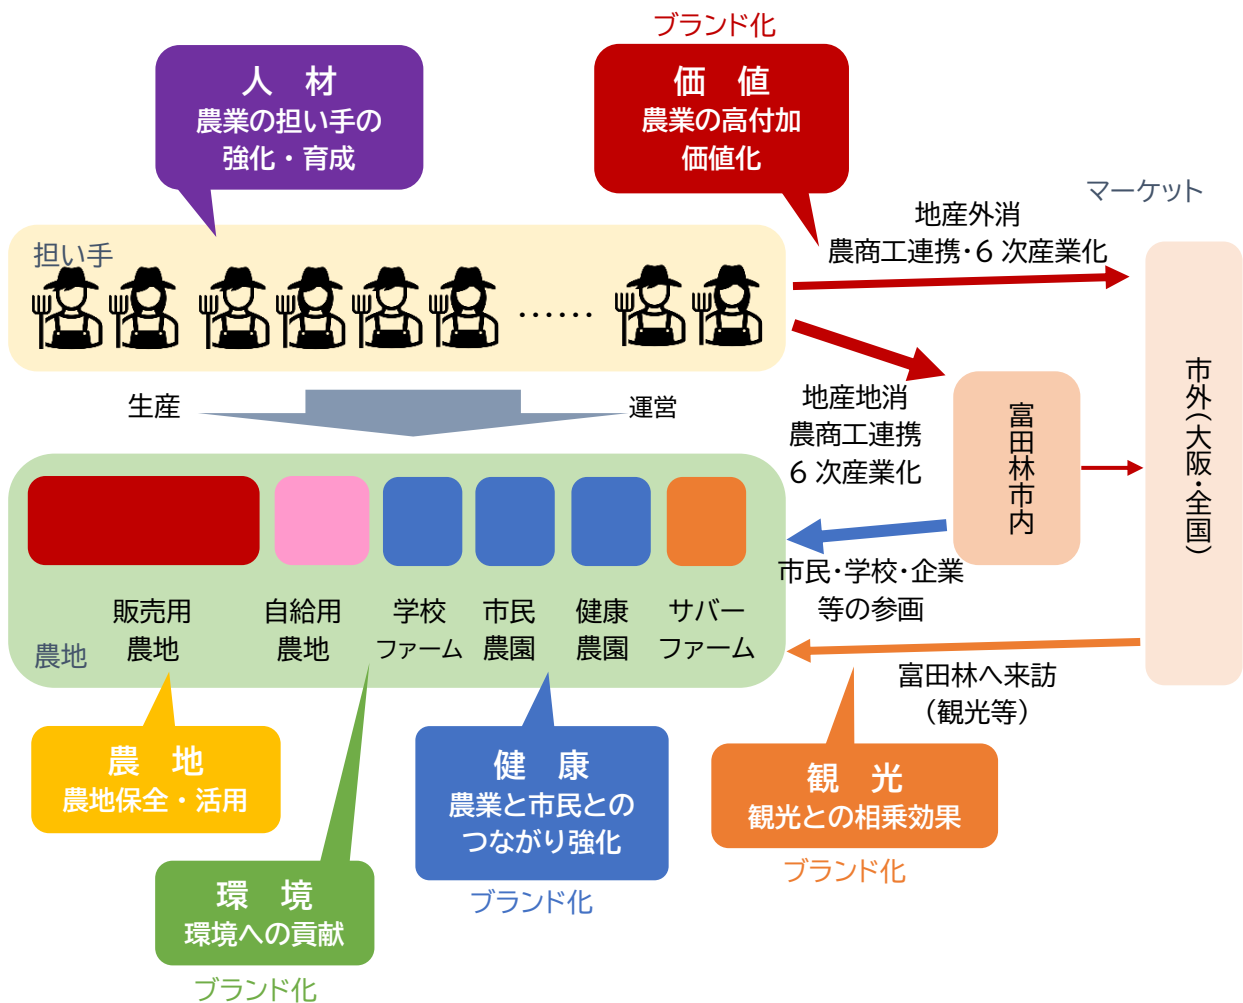 ブランド化
人　材
農業の担い手の
強化・育成
価　値
農業の高付加
価値化
マーケット
地産外消
農商工連携・6 次産業化
担い手
……
生産
運営
地産地消
農商工連携
6 次産業化
富田林市内
市外（大阪・全国）
市民・学校・企業
等の参画
販売用
農地
自給用
農地
学校
ファーム
市民
農園
健康
農園
サバー
ファーム
農地
富田林へ来訪
（観光等）
農　地
農地保全・活用
健　康
農業と市民との
つながり強化
ブランド化
観　光
観光との相乗効果
ブランド化
環　境
環境への貢献
ブランド化